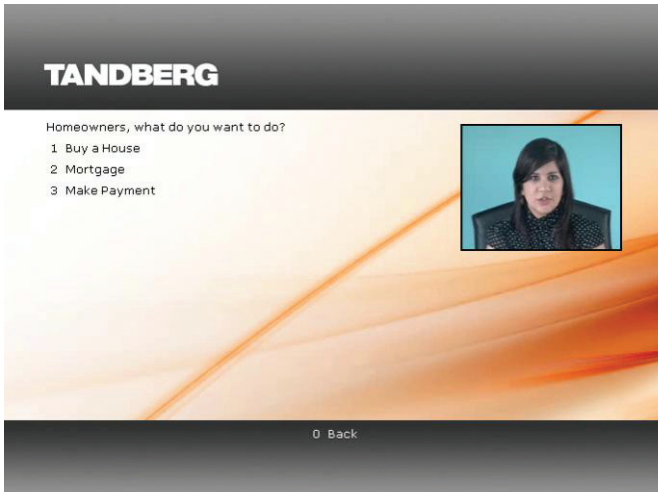 TANDBERG
Homeowners, what do you want to do?
1 Buy a House
2 Mortgage
3 Make Payment
0 Back